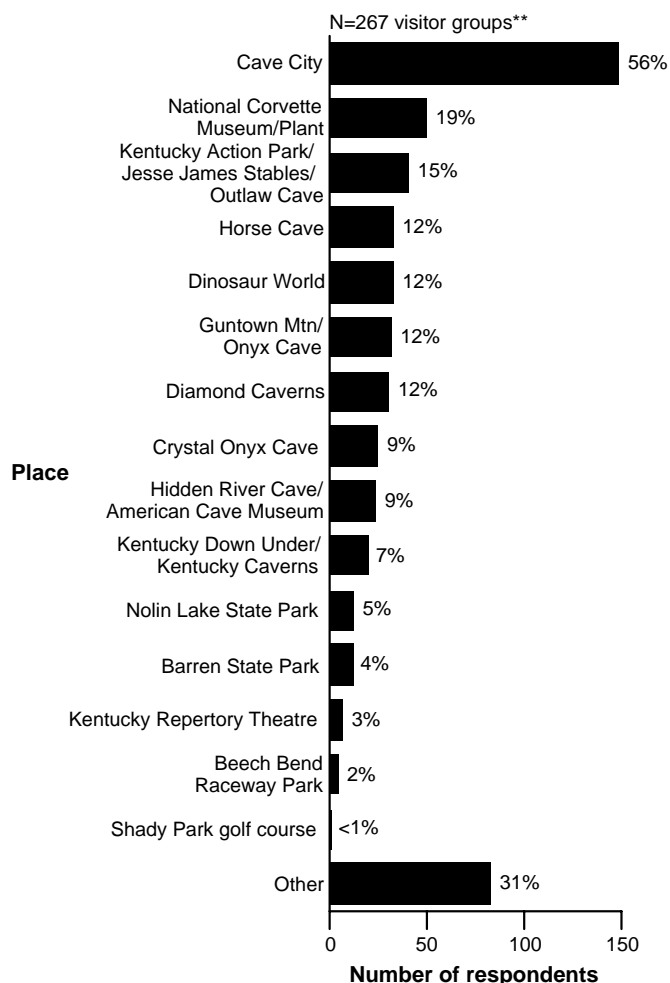 N=267 visitor groups**
Cave City
56%
National Corvette
Museum/Plant
19%
Kentucky Action Park/
Jesse James Stables/
Outlaw Cave
15%
Horse Cave
12%
Dinosaur World
12%
Guntown Mtn/
Onyx Cave
12%
Diamond Caverns
12%
Crystal Onyx Cave
9%
Place
Hidden River Cave/
American Cave Museum
9%
Kentucky Down Under/
Kentucky Caverns
7%
Nolin Lake State Park
5%
Barren State Park
4%
Kentucky Repertory Theatre
3%
Beech Bend
Raceway Park
2%
Shady Park golf course
<1%
Other
31%
0 50 100 150
Number of respondents